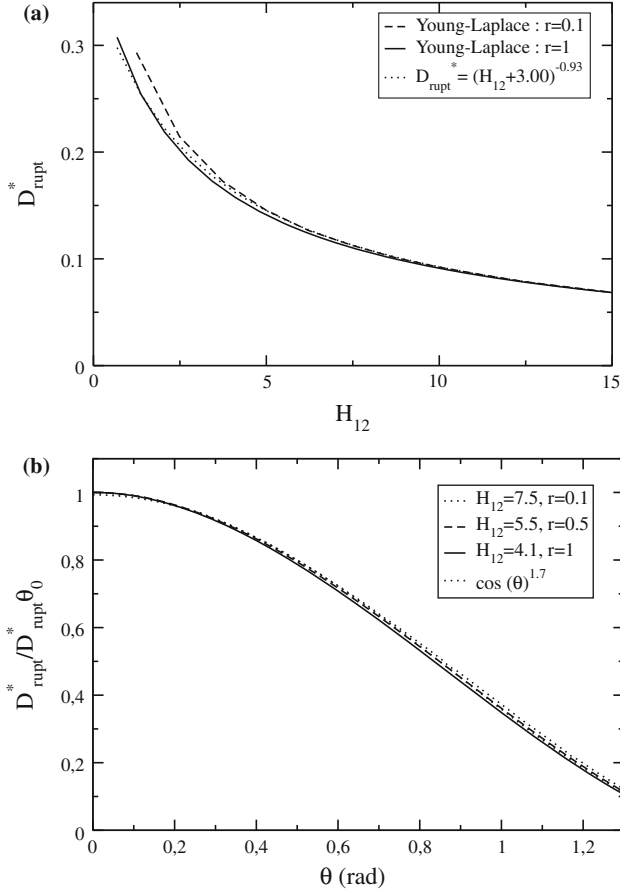 (a)
0.3
0.2
0.1
0
D*rupt
Young-Laplace : r=0.1
Young-Laplace : r=1
D_rupt* = (H12+3.00)^-0.93
0 5 10 15
H12
(b)
1
0,8
0,6
0,4
0,2
0
D*rupt/D*ruptθ0
H12=7.5, r=0.1
H12=5.5, r=0.5
H12=4.1, r=1
cos (θ)^1.7
0 0,2 0,4 0,6 0,8 1 1,2
θ (rad)